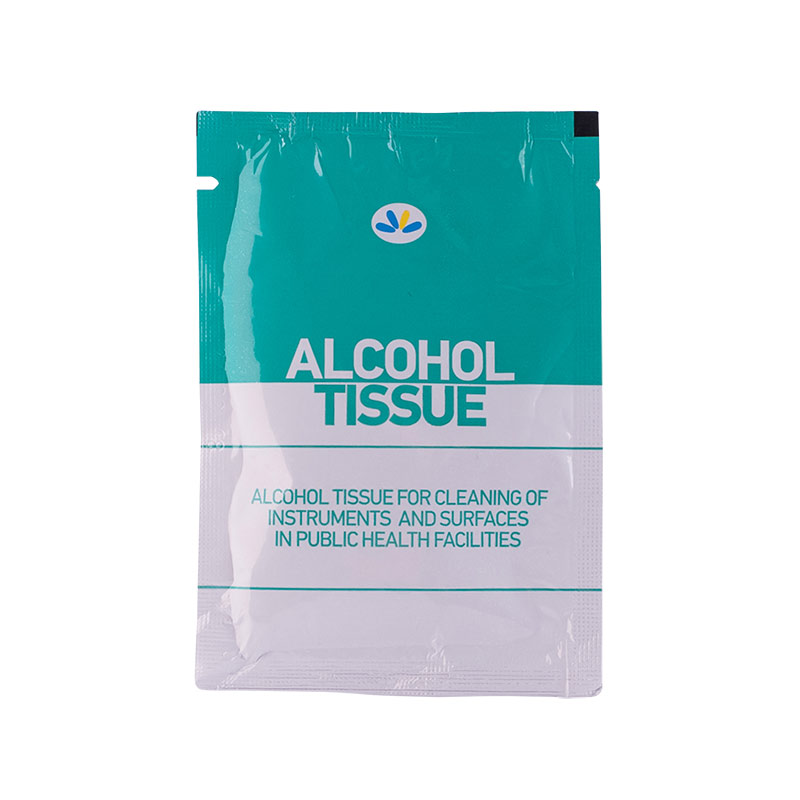 ALCOHOL
TISSUE
ALCOHOL TISSUE FOR CLEANING OF
INSTRUMENTS AND SURFACES
IN PUBLIC HEALTH FACILITIES